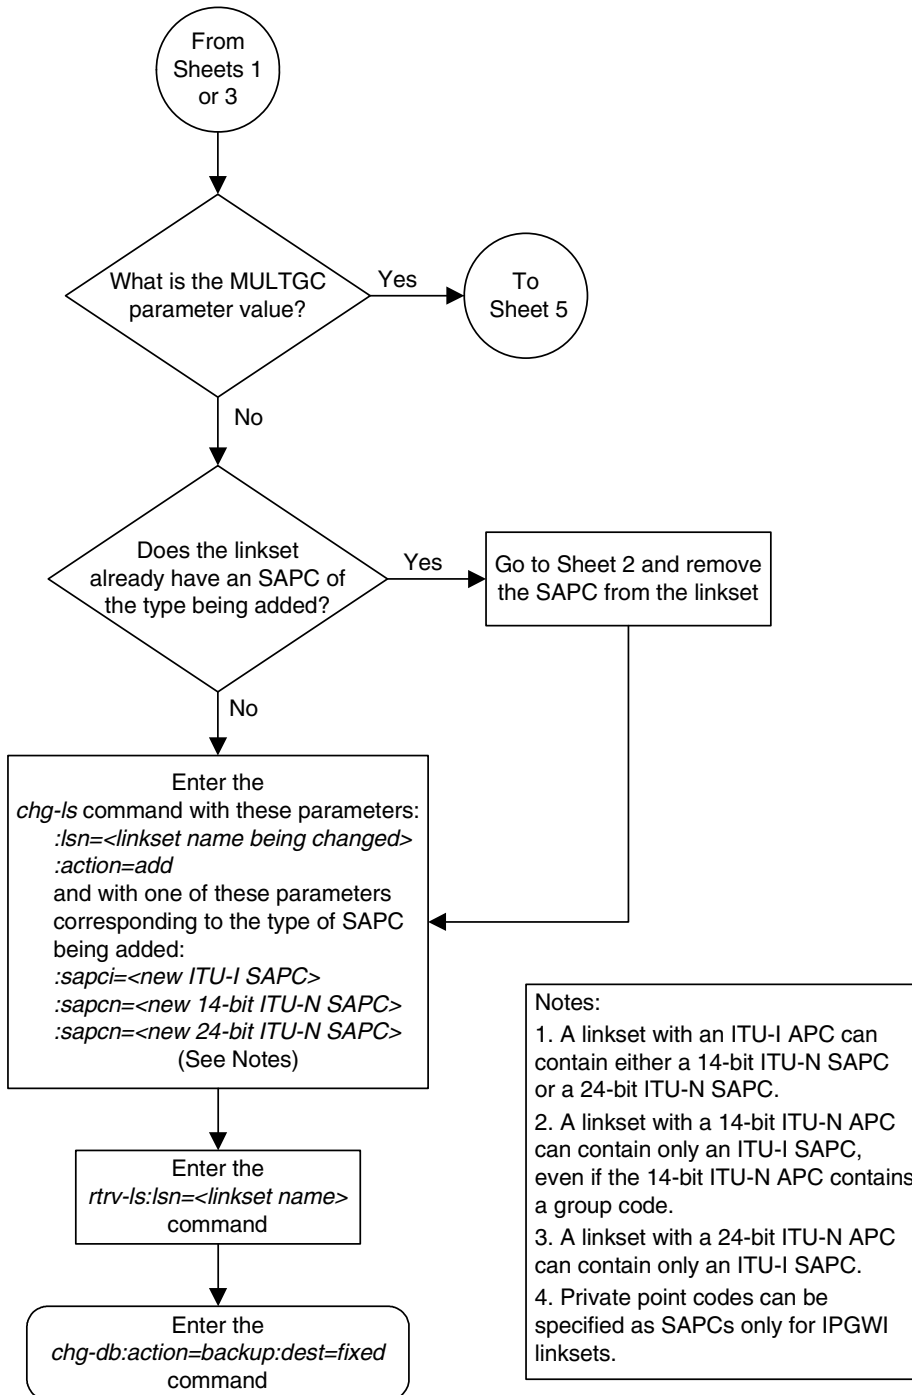 From
Sheets 1
or 3
What is the MULTGC
parameter value?
Yes
To
Sheet 5
No
Does the linkset
already have an SAPC of
the type being added?
Yes
Go to Sheet 2 and remove
the SAPC from the linkset
No
Enter the
chg-ls command with these parameters:
:lsn=<linkset name being changed>
:action=add
and with one of these parameters
corresponding to the type of SAPC
being added:
:sapci=<new ITU-I SAPC>
:sapcn=<new 14-bit ITU-N SAPC>
:sapcn=<new 24-bit ITU-N SAPC>
(See Notes)
Enter the
rtrv-ls:lsn=<linkset name>
command
Enter the
chg-db:action=backup:dest=fixed
command
Notes:
1. A linkset with an ITU-I APC can
contain either a 14-bit ITU-N SAPC
or a 24-bit ITU-N SAPC.
2. A linkset with a 14-bit ITU-N APC
can contain only an ITU-I SAPC,
even if the 14-bit ITU-N APC contains
a group code.
3. A linkset with a 24-bit ITU-N APC
can contain only an ITU-I SAPC.
4. Private point codes can be
specified as SAPCs only for IPGWI
linksets.